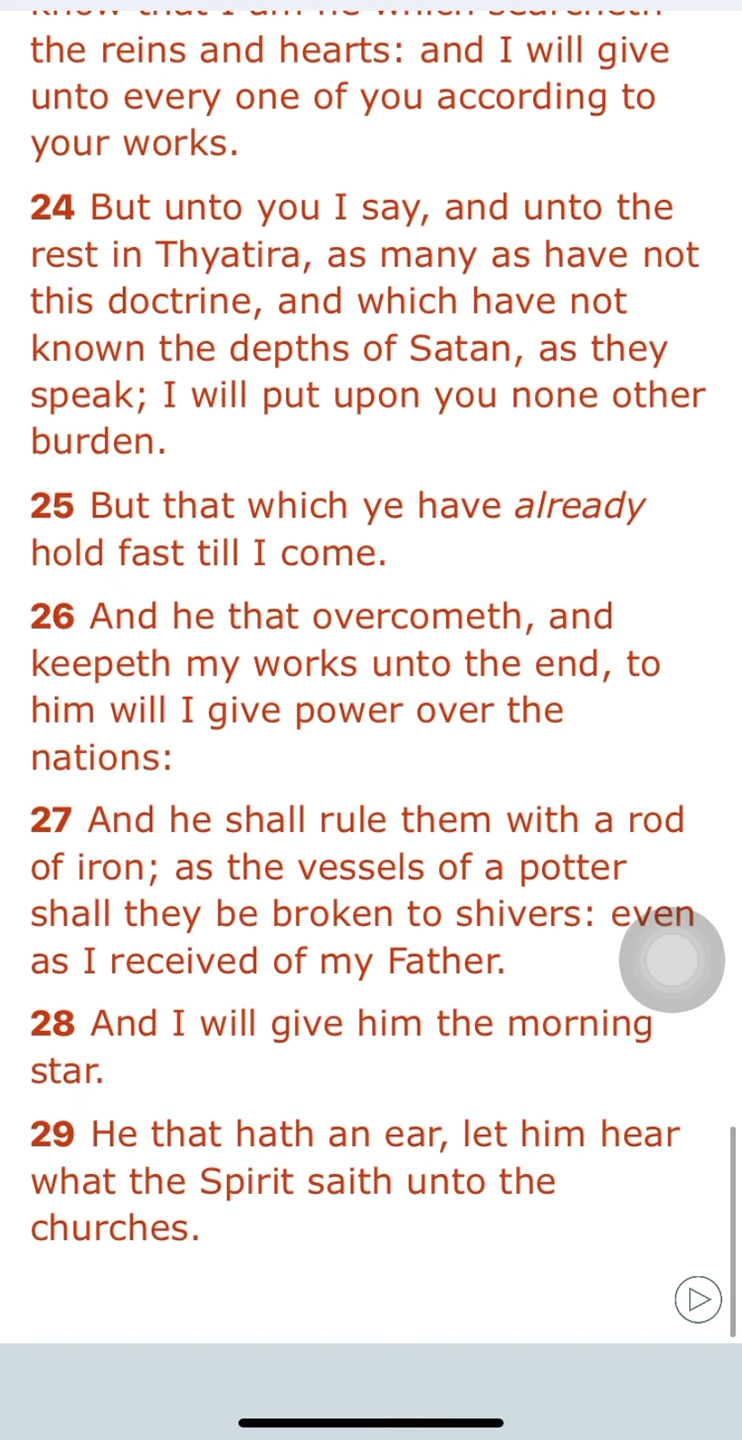 know that I am he which searcheth
the reins and hearts: and I will give
unto every one of you according to
your works.
24 But unto you I say, and unto the
rest in Thyatira, as many as have not
this doctrine, and which have not
known the depths of Satan, as they
speak; I will put upon you none other
burden.
25 But that which ye have already
hold fast till I come.
26 And he that overcometh, and
keepeth my works unto the end, to
him will I give power over the
nations:
27 And he shall rule them with a rod
of iron; as the vessels of a potter
shall they be broken to shivers: even
as I received of my Father.
28 And I will give him the morning
star.
29 He that hath an ear, let him hear
what the Spirit saith unto the
churches.